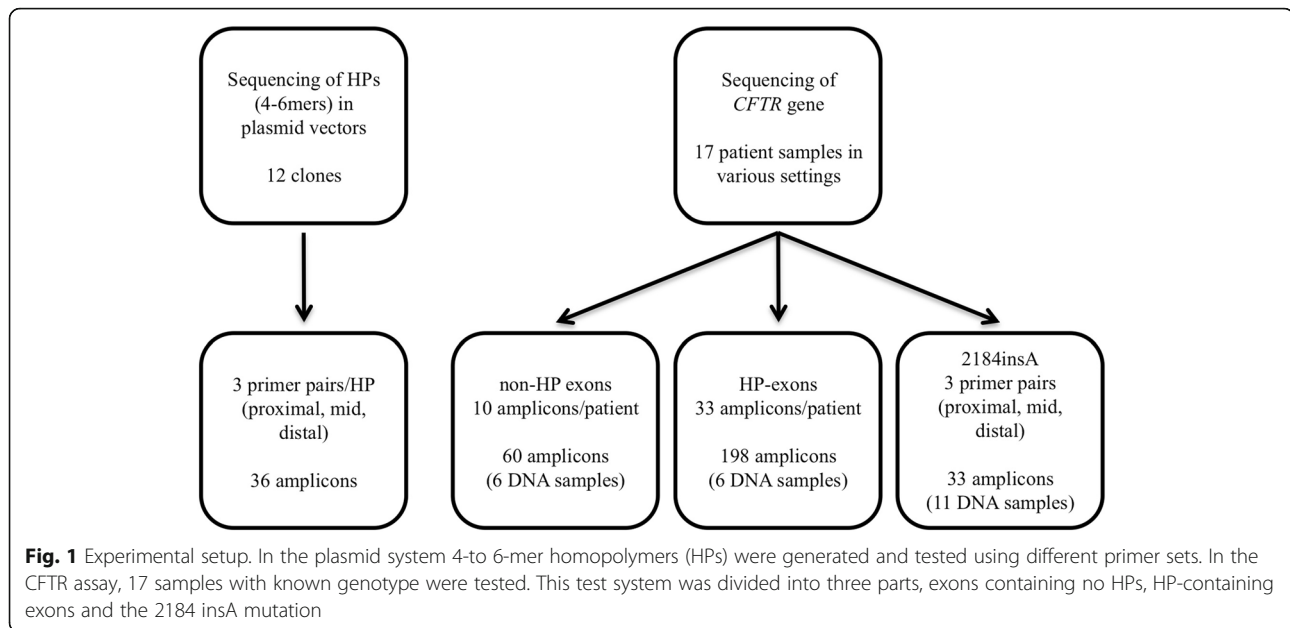 Sequencing of HPs
(4-6mers) in
plasmid vectors
12 clones
Sequencing of
CFTR gene
17 patient samples in
various settings
3 primer pairs/HP
(proximal, mid,
distal)
36 amplicons
non-HP exons
10 amplicons/patient
60 amplicons
(6 DNA samples)
HP-exons
33 amplicons/patient
198 amplicons
(6 DNA samples)
2184insA
3 primer pairs
(proximal, mid,
distal)
33 amplicons
(11 DNA samples)
Fig. 1 Experimental setup. In the plasmid system 4-to 6-mer homopolymers (HPs) were generated and tested using different primer sets. In the
CFTR assay, 17 samples with known genotype were tested. This test system was divided into three parts, exons containing no HPs, HP-containing
exons and the 2184 insA mutation